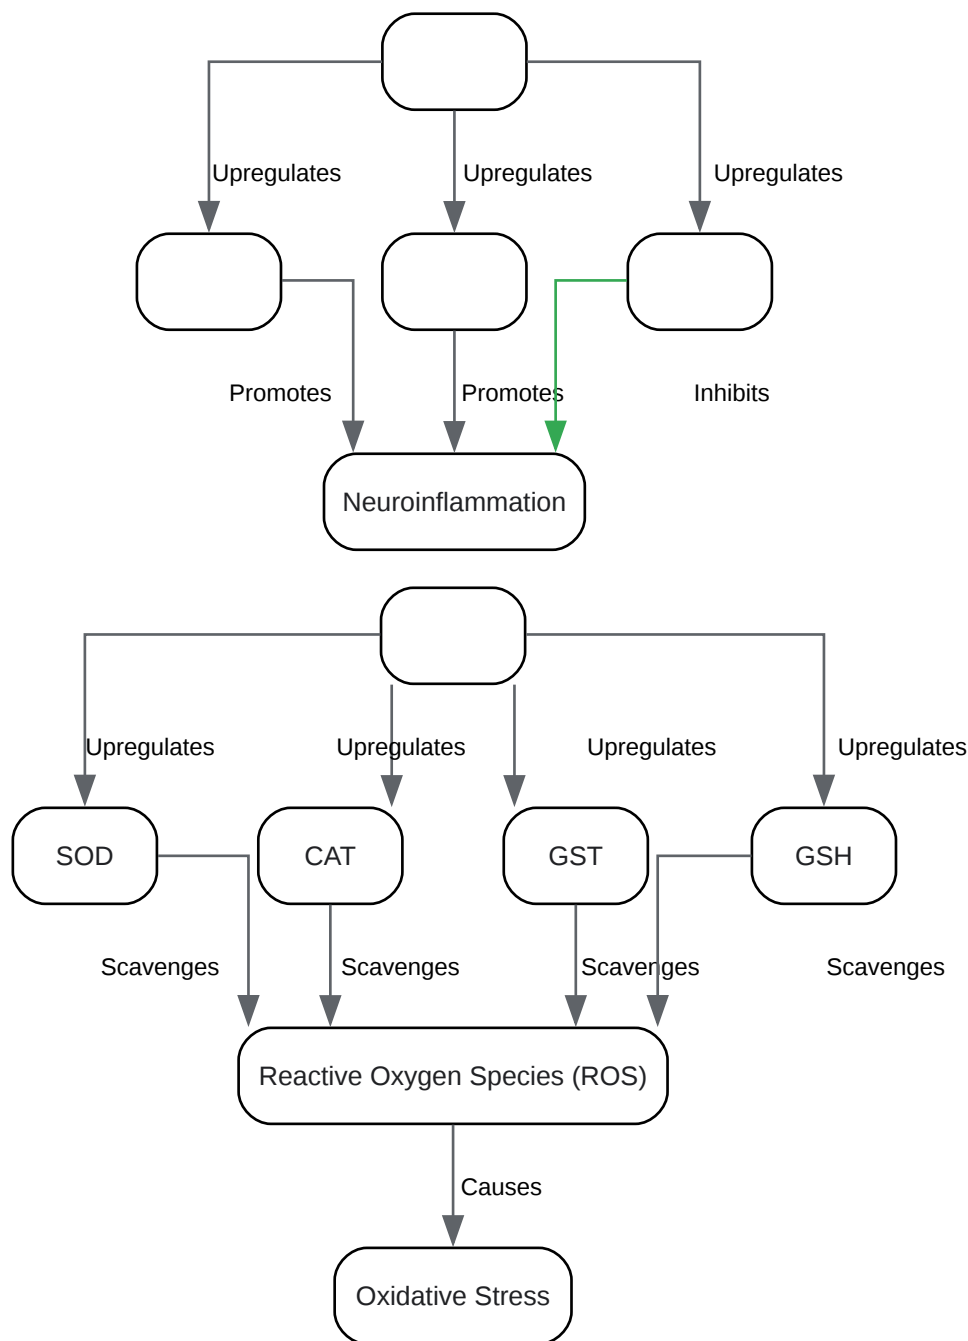 Upregulates
Upregulates
Upregulates
Promotes
Promotes
Inhibits
Neuroinflammation
Upregulates
Upregulates
Upregulates
Upregulates
SOD
CAT
GST
GSH
Scavenges
Scavenges
Scavenges
Scavenges
Reactive Oxygen Species (ROS)
Causes
Oxidative Stress